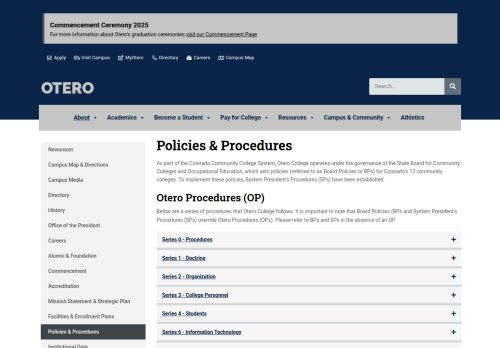 Commencement Ceremony 2025
For more information about Otero's graduation ceremonies visit our Commencement Page
Apply Visit Campus MyOtero Directory Careers Campus Map
OTERO
Search...
About Academics Become a Student Pay for College Resources Campus & Community Athletics
Newsroom
Campus Map & Directions
Campus Media
Directory
History
Office of the President
Careers
Alumni & Foundation
Commencement
Accreditation
Mission Statement & Strategic Plan
Facilities & Enrollment Plans
Policies & Procedures
Institutional Data
Policies & Procedures
As part of the Colorado Community College System, Otero College operates under the governance of the State Board for Community
Colleges and Occupational Education, which sets policies (referred to as Board Policies or BPs) for Colorado's 13 community
colleges. To implement these policies, System President's Procedures (SPs) have been established.
Otero Procedures (OP)
Below are a series of procedures that Otero College follows. It is important to note that Board Policies (BPs and System President's
Procedures (SPs) override Otero Procedures (OPs). Please refer to BPs and SPs in the absence of an OP.
Series 0 - Procedures
Series 1 - Doctrine
Series 2 - Organization
Series 3 - College Personnel
Series 4 - Students
Series 6 - Information Technology